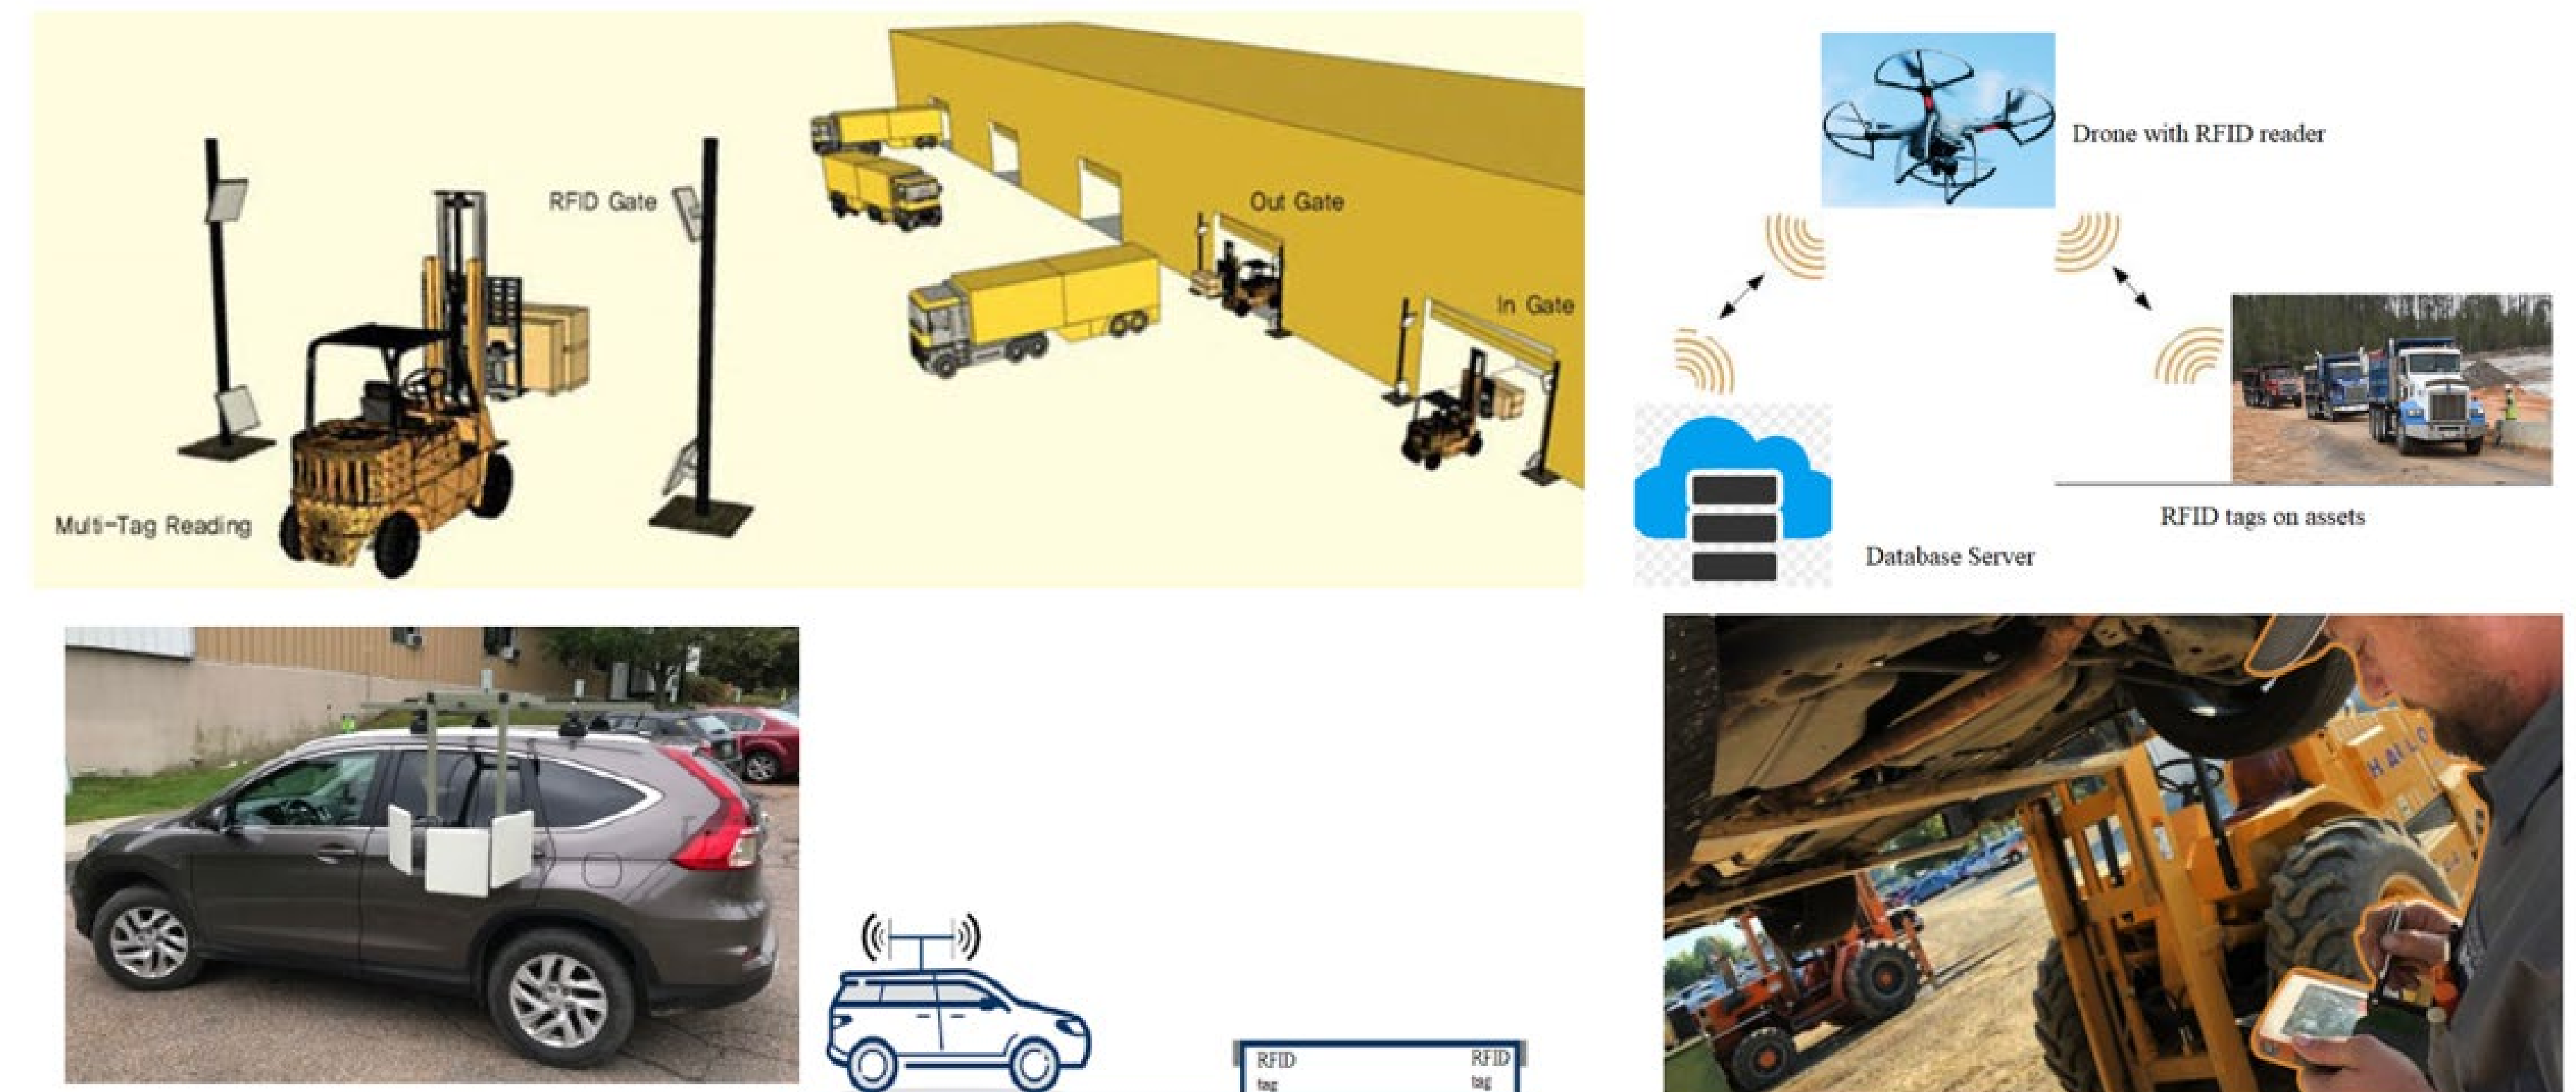 RFID Gate
Multi-Tag Reading
Out Gate
In Gate
Drone with RFID reader
RFID tags on assets
Database Server
RFID
tag
RFID
tag